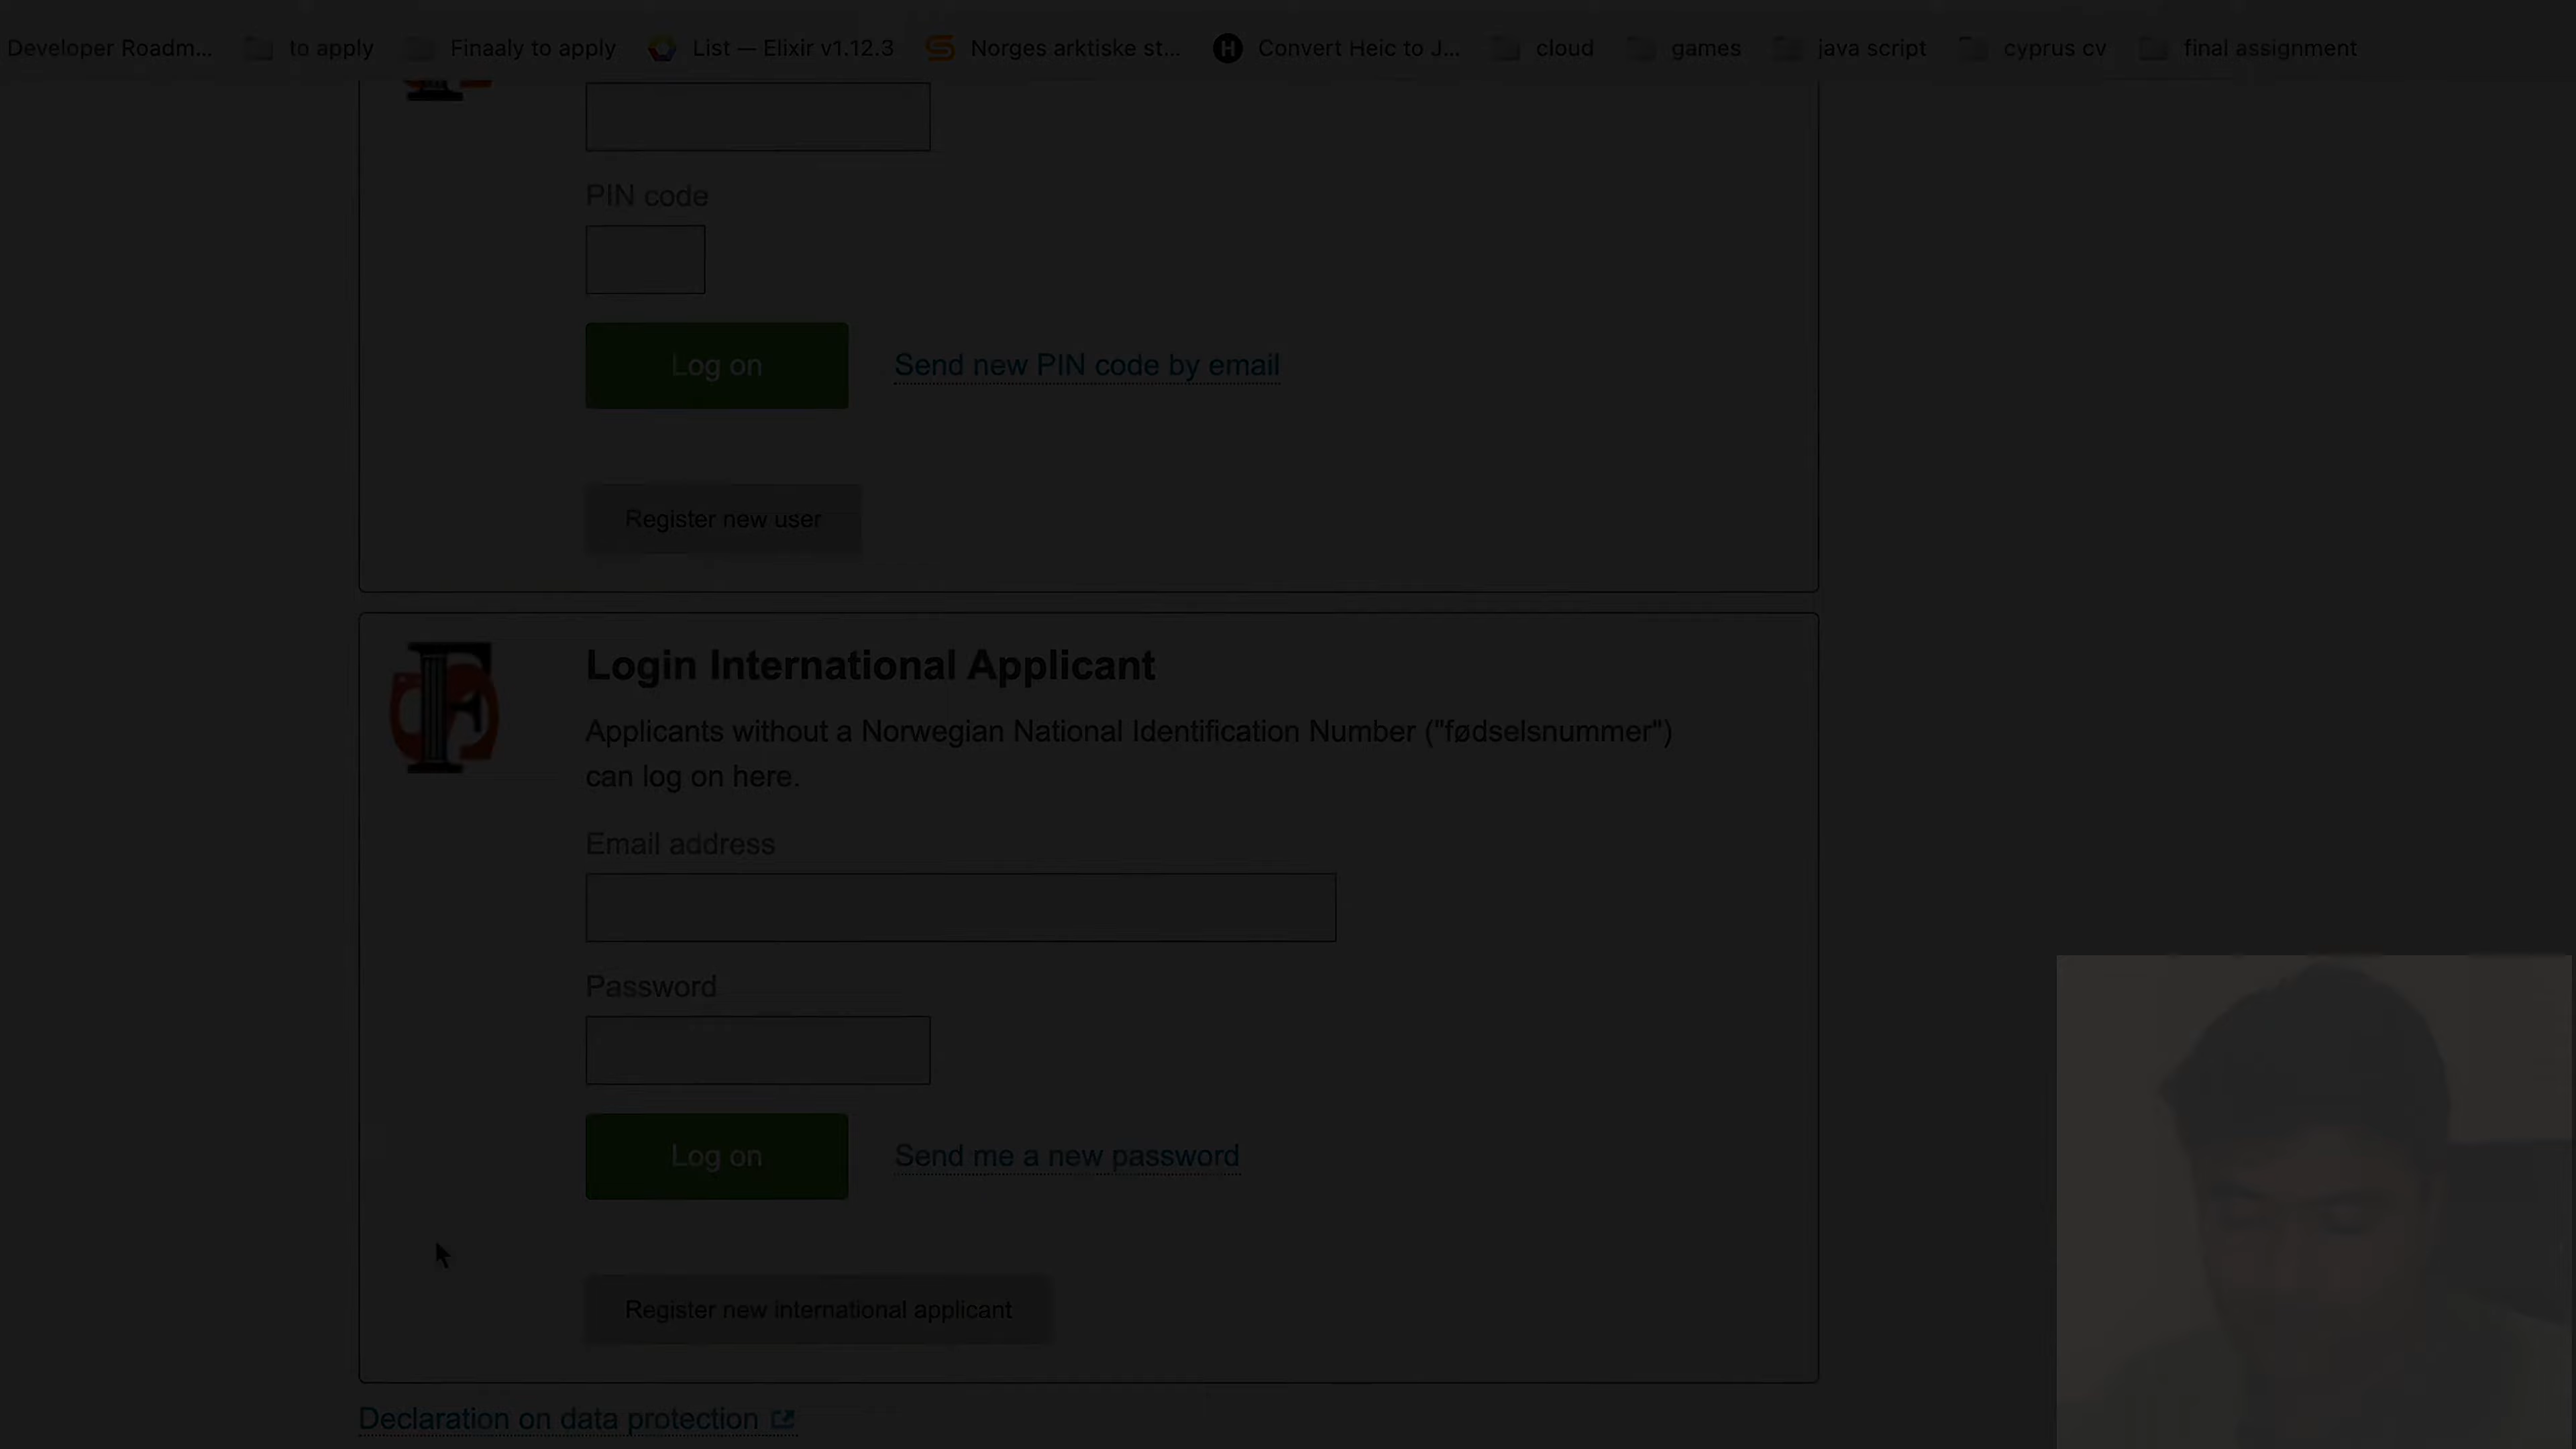 Developer Roadm... to apply Finaaly to apply List — Elixir v1.12.3 Norges arktiske st... Convert Heic to J... cloud games java script cyprus cv final assignment
PIN code
Log on Send new PIN code by email
Register new user
Login International Applicant
Applicants without a Norwegian National Identification Number ("fødselsnummer")
can log on here.
Email address
Password
Log on Send me a new password
Register new international applicant
Declaration on data protection